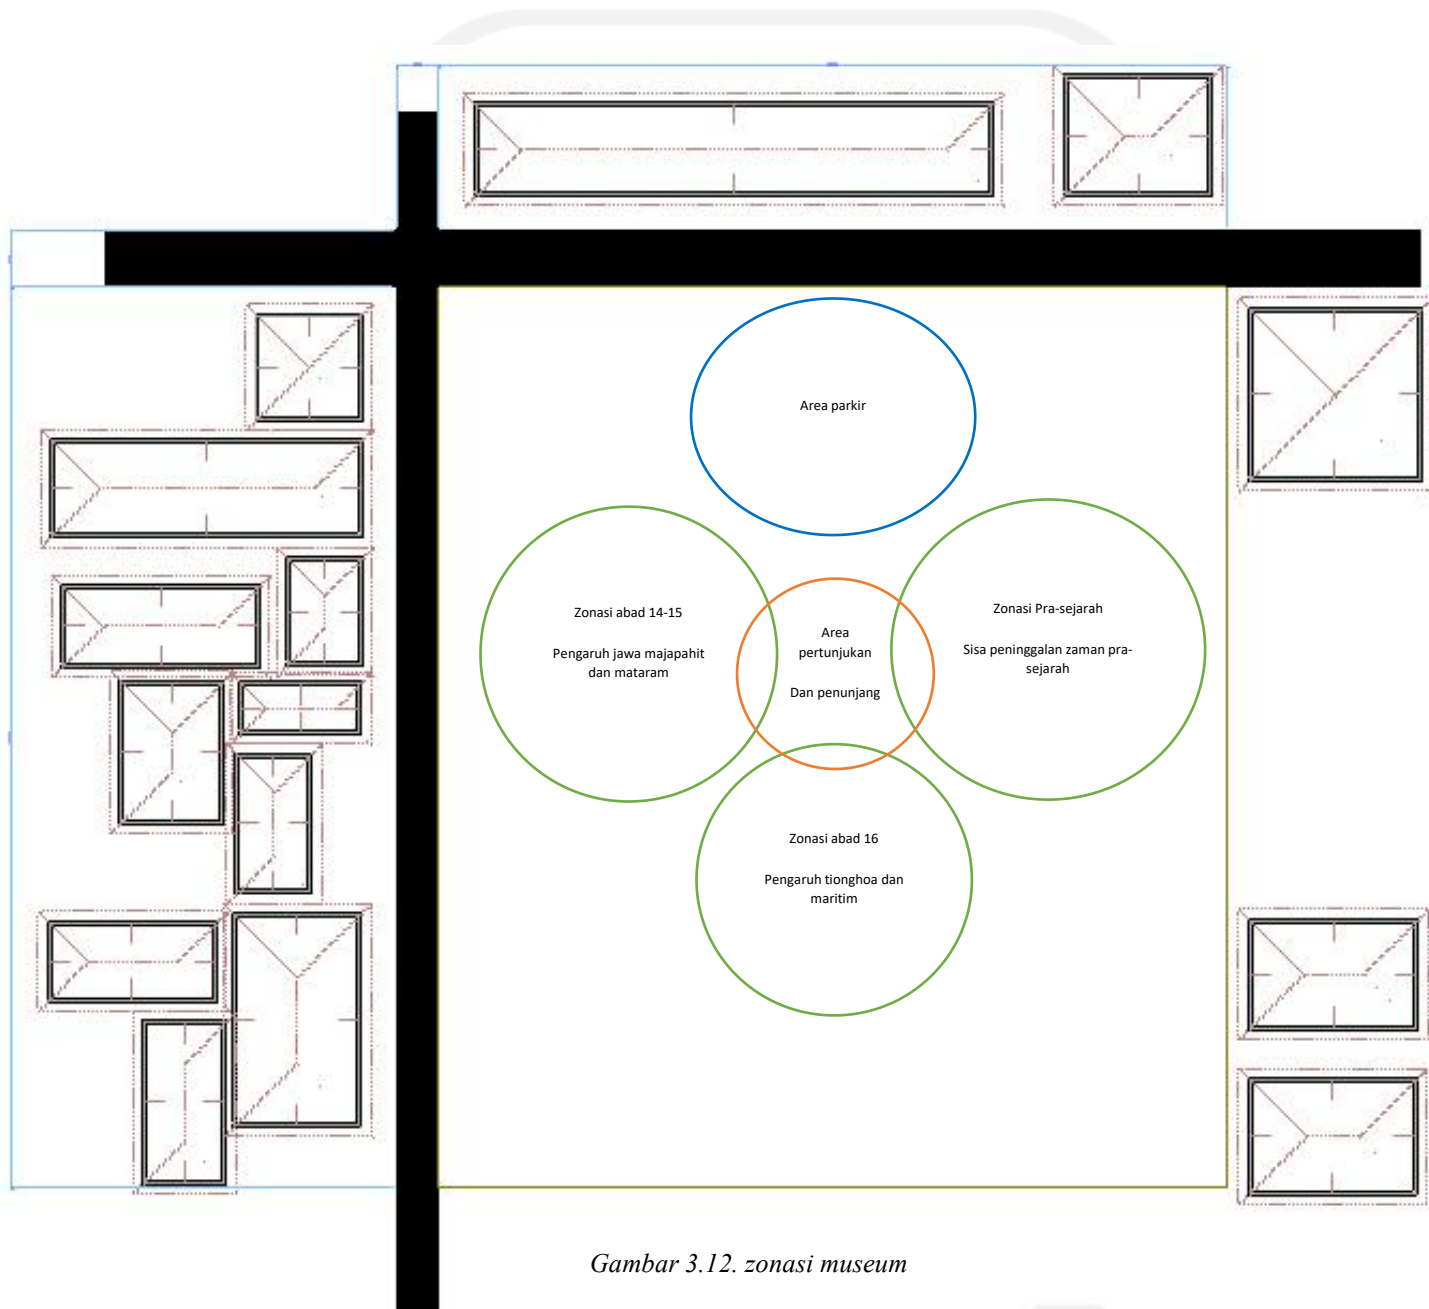 Area parkir
Zonasi abad 14-15
Pengaruh jawa majapahit
dan mataram
Area
pertunjukan
Dan penunjang
Zonasi Pra-sejarah
Sisa peninggalan zaman pra-
sejarah
Zonasi abad 16
Pengaruh tionghoa dan
maritim
Gambar 3.12. zonasi museum